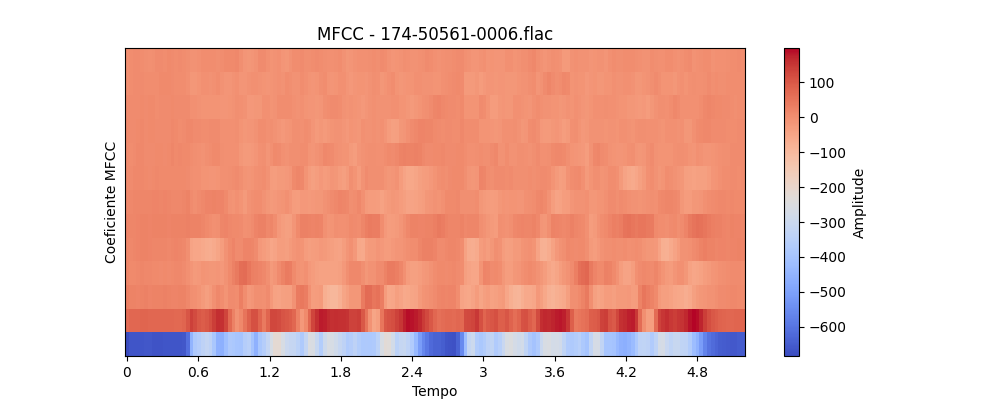 MFCC - 174-50561-0006.flac
Coeficiente MFCC
0 0.6 1.2 1.8 2.4 3 3.6 4.2 4.8
Tempo
100
0
−100
−200
−300
−400
−500
−600
Amplitude